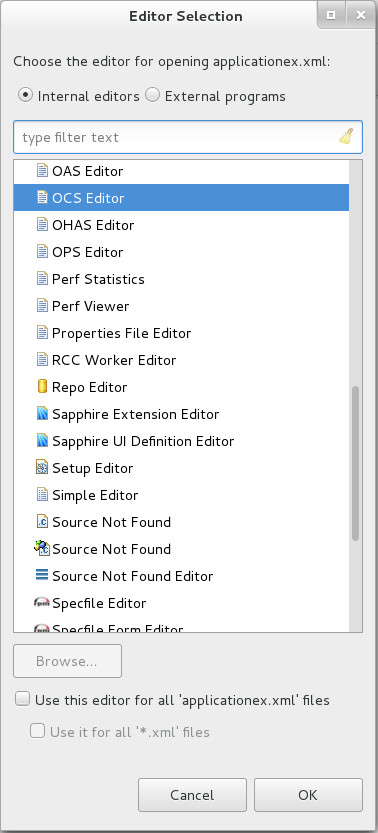 Editor Selection
Choose the editor for opening applicationex.xml:
Internal editors External programs
type filter text
OAS Editor
OCS Editor
OHAS Editor
OPS Editor
Perf Statistics
Perf Viewer
Properties File Editor
RCC Worker Editor
Repo Editor
Sapphire Extension Editor
Sapphire UI Definition Editor
Setup Editor
Simple Editor
Source Not Found
Source Not Found
Source Not Found Editor
Specfile Editor
Specfile Form Editor
Browse...
Use this editor for all 'applicationex.xml' files
Use it for all '*.xml' files
Cancel OK